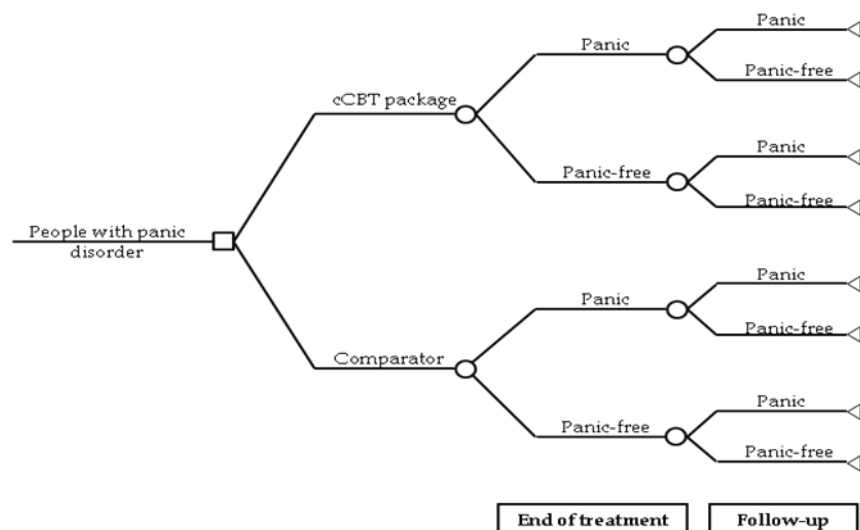 Panic
Panic
Panic-free
cCBT package
Panic
Panic-free
Panic-free
People with panic
disorder
Panic
Panic
Panic-free
Comparator
Panic
Panic-free
Panic-free
End of treatment
Follow-up